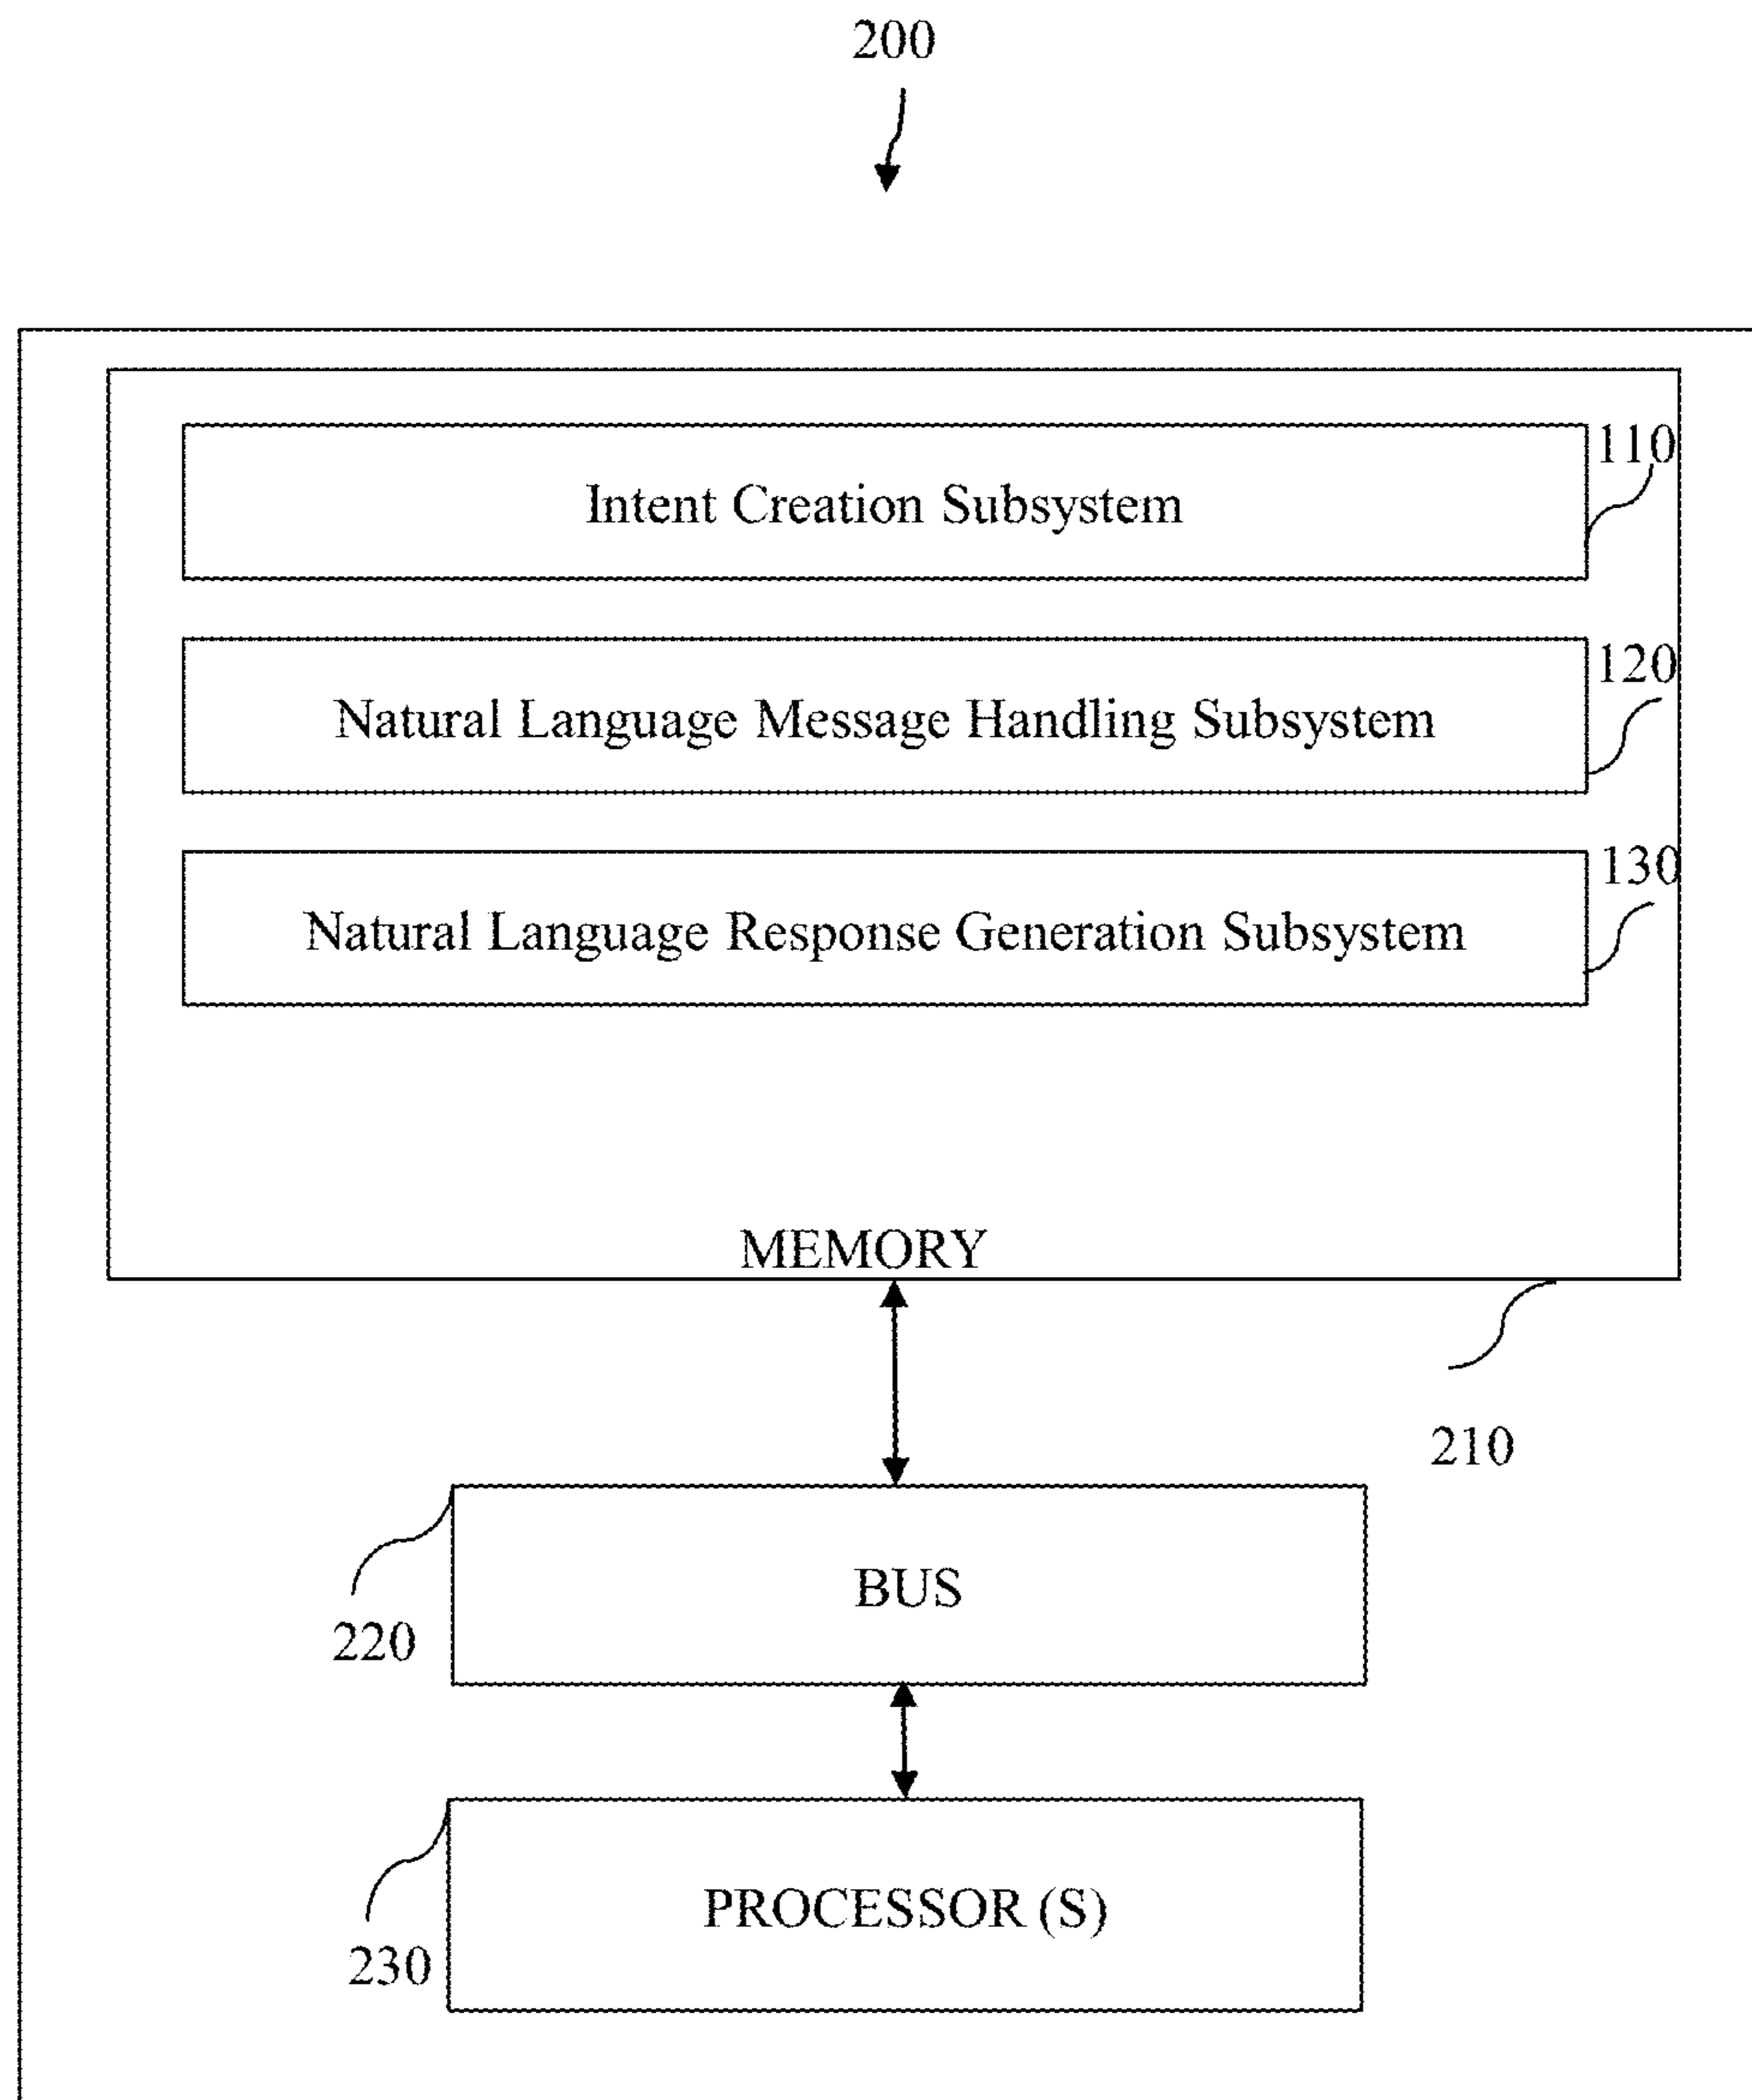 200
110
Intent Creation Subsystem
120
Natural Language Message Handling Subsystem
130
Natural Language Response Generation Subsystem
MEMORY
210
BUS
220
PROCESSOR (S)
230